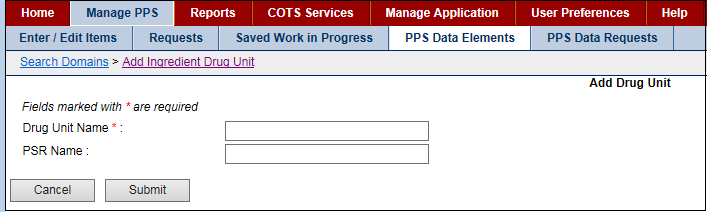 Home Manage PPS Reports COTS Services Manage Application User Preferences Help
Enter / Edit Items Requests Saved Work in Progress PPS Data Elements PPS Data Requests
Search Domains > Add Ingredient Drug Unit
Add Drug Unit
Fields marked with * are required
Drug Unit Name * :
PSR Name :
Cancel Submit